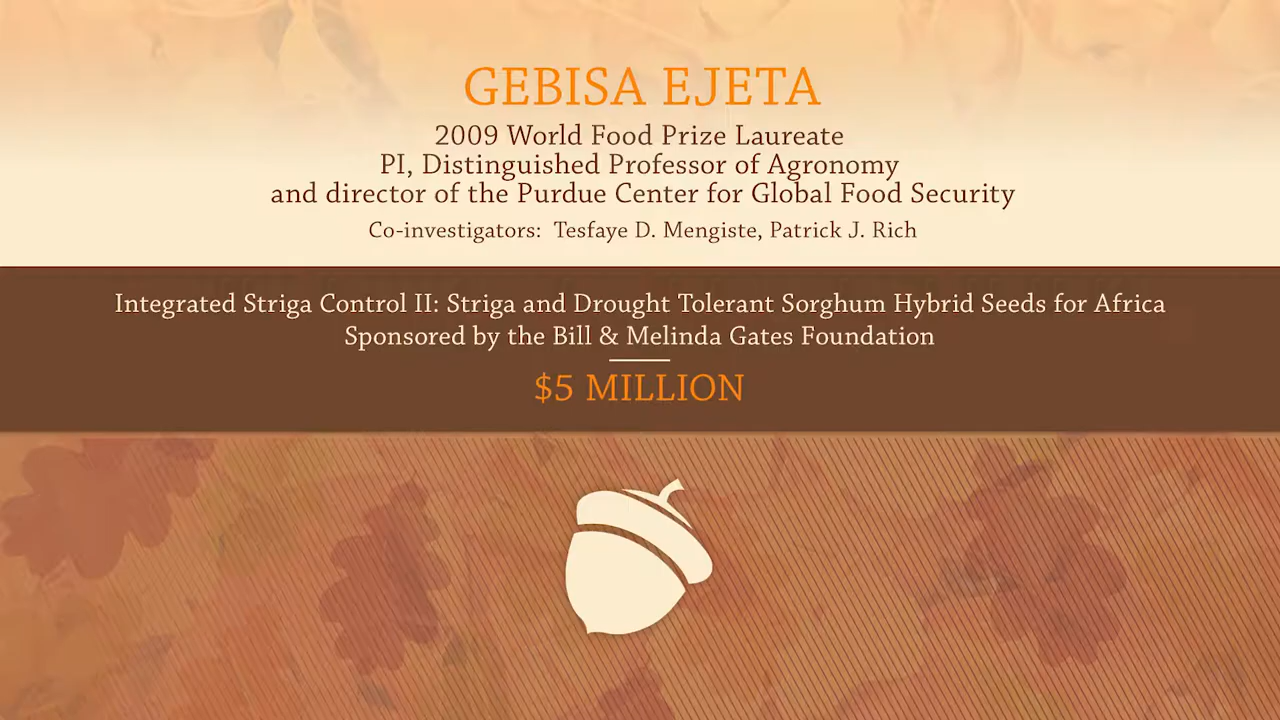 GEBISA EJETA
2009 World Food Prize Laureate
PI, Distinguished Professor of Agronomy
and director of the Purdue Center for Global Food Security
Co-investigators: Tesfaye D. Mengiste, Patrick J. Rich
Integrated Striga Control II: Striga and Drought Tolerant Sorghum Hybrid Seeds for Africa
Sponsored by the Bill & Melinda Gates Foundation
$5 MILLION